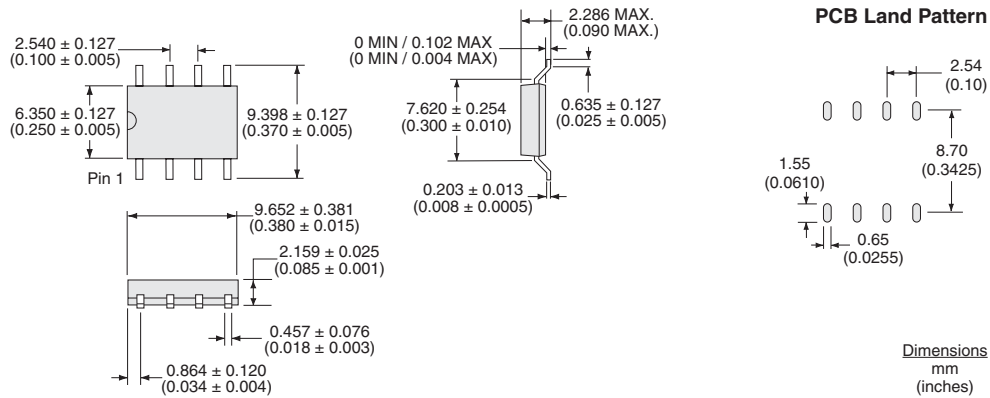 2.540 ± 0.127
(0.100 ± 0.005)
6.350 ± 0.127
(0.250 ± 0.005)
9.398 ± 0.127
(0.370 ± 0.005)
Pin 1
2.286 MAX.
(0.090 MAX.)
0 MIN / 0.102 MAX
(0 MIN / 0.004 MAX)
7.620 ± 0.254
(0.300 ± 0.010)
0.635 ± 0.127
(0.025 ± 0.005)
0.203 ± 0.013
(0.008 ± 0.0005)
9.652 ± 0.381
(0.380 ± 0.015)
2.159 ± 0.025
(0.085 ± 0.001)
0.457 ± 0.076
(0.018 ± 0.003)
0.864 ± 0.120
(0.034 ± 0.004)
PCB Land Pattern
2.54
(0.10)
8.70
(0.3425)
1.55
(0.0610)
0.65
(0.0255)
Dimensions
mm
(inches)